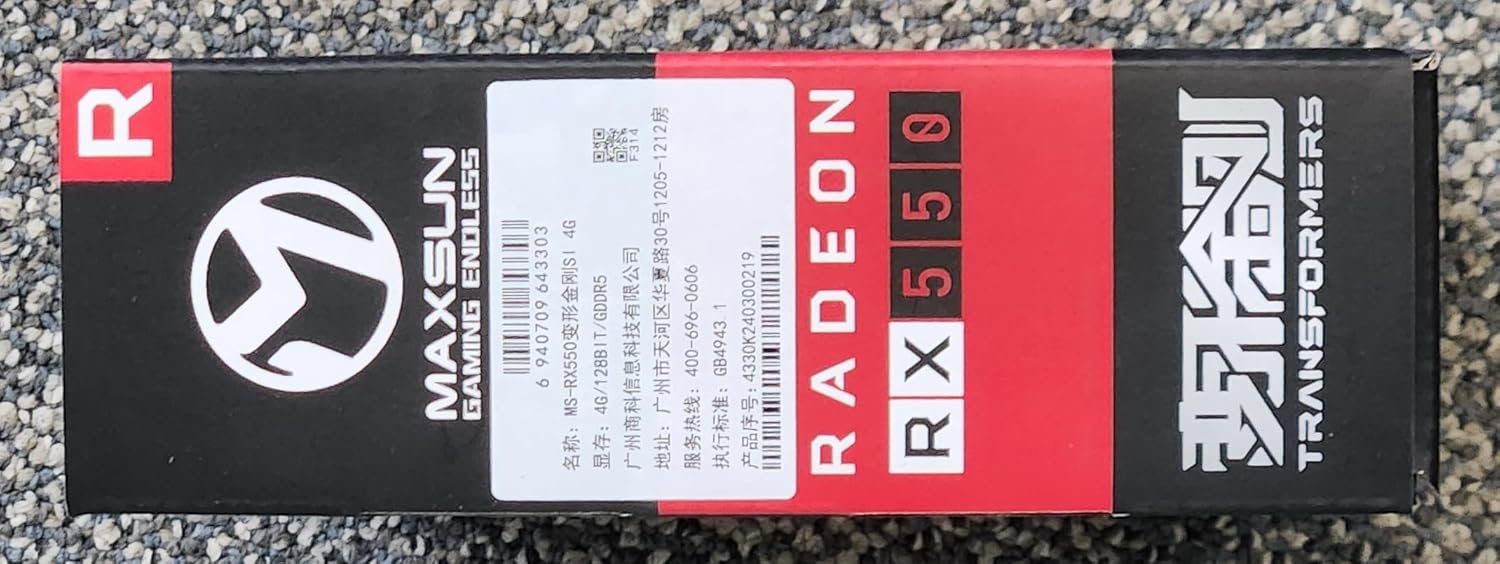 R
MAXSUN
GAMING ENDLESS
6 940709 643303
名称: MS-RX550变形金刚SI 4G
显存: 4G/128BIT/GDDR5
广州商科信息科技有限公司
地址: 广州市天河区华夏路30号1205-1212房
服务热线: 400-696-0606
执行标准: GB4943.1
产品序号: 4330K240300219
F314
RADEON
RX 550
变形金刚
TRANSFORMERS